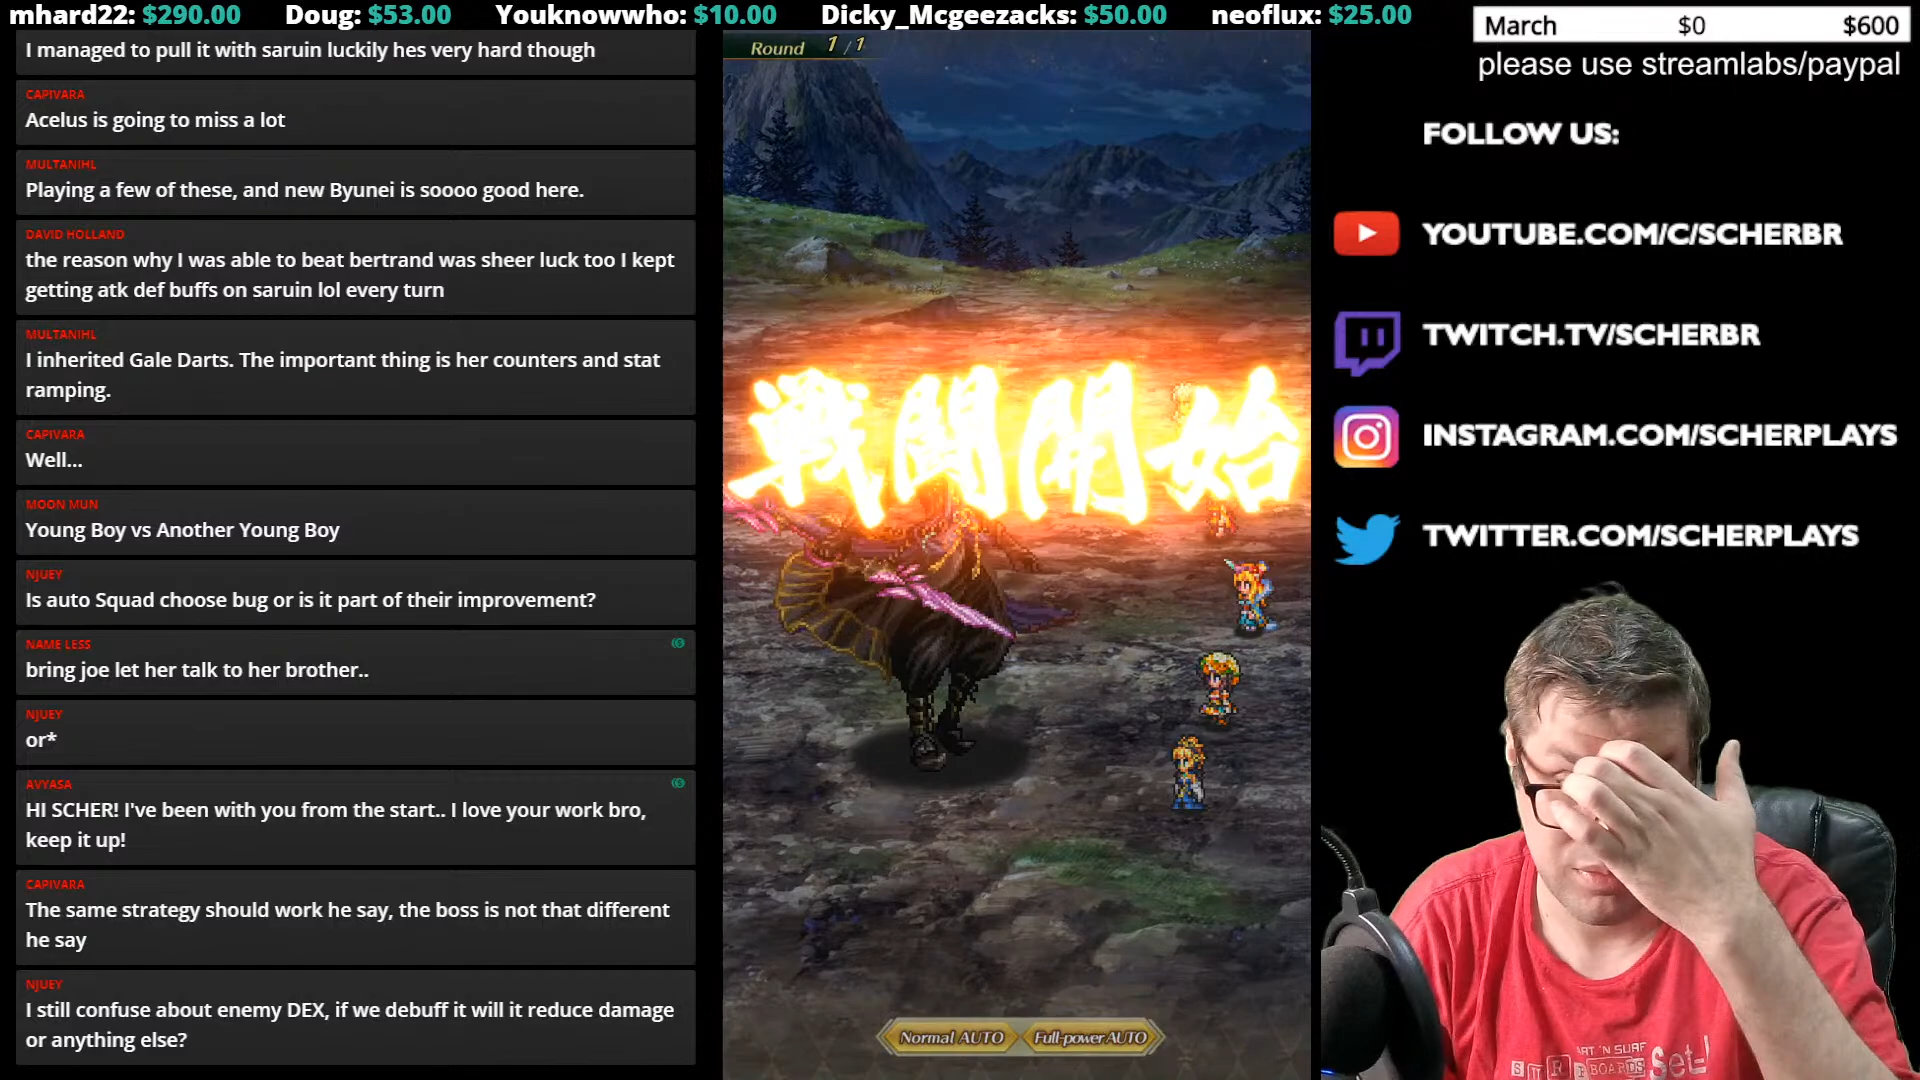 mhard22: $290.00 Doug: $53.00 Youknowwho: $10.00 Dicky_Mcgeezacks: $50.00 neoflux: $25.00
I managed to pull it with saruin luckily hes very hard though
CAPIVARA
Acelus is going to miss a lot
MULTANIHL
Playing a few of these, and new Byunei is soooo good here.
DAVID HOLLAND
the reason why I was able to beat bertrand was sheer luck too I kept
getting atk def buffs on saruin lol every turn
MULTANIHL
I inherited Gale Darts. The important thing is her counters and stat
ramping.
CAPIVARA
Well...
MOON MUN
Young Boy vs Another Young Boy
NJUEY
Is auto Squad choose bug or is it part of their improvement?
NAME LESS
bring joe let her talk to her brother..
NJUEY
or*
AVYASA
HI SCHER! I've been with you from the start.. I love your work bro,
keep it up!
CAPIVARA
The same strategy should work he say, the boss is not that different
he say
NJUEY
I still confuse about enemy DEX, if we debuff it will it reduce damage
or anything else?
Round 1/1
戦闘開始
Normal AUTO
Full-power AUTO
March $0 $600
please use streamlabs/paypal
FOLLOW US:
YOUTUBE.COM/C/SCHERBR
TWITCH.TV/SCHERBR
INSTAGRAM.COM/SCHERPLAYS
TWITTER.COM/SCHERPLAYS
ART 'N SURF
SURFBOARDS